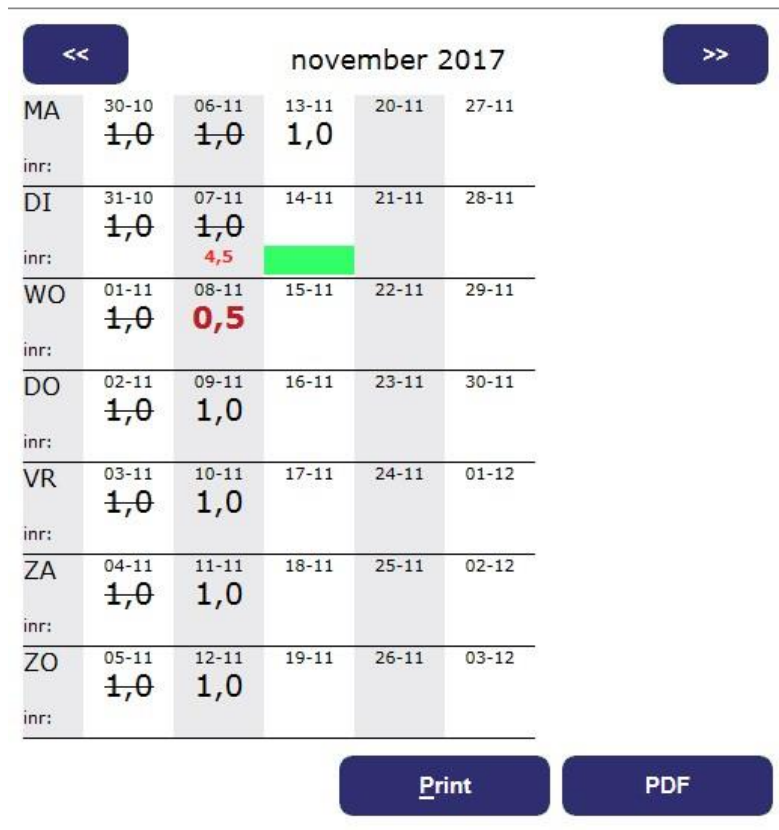 << november 2017 >>
MA 30-10 06-11 13-11 20-11 27-11
1,0 1,0 1,0
inr:
DI 31-10 07-11 14-11 21-11 28-11
1,0 1,0
inr: 4,5
WO 01-11 08-11 15-11 22-11 29-11
1,0 0,5
inr:
DO 02-11 09-11 16-11 23-11 30-11
1,0 1,0
inr:
VR 03-11 10-11 17-11 24-11 01-12
1,0 1,0
inr:
ZA 04-11 11-11 18-11 25-11 02-12
1,0 1,0
inr:
ZO 05-11 12-11 19-11 26-11 03-12
1,0 1,0
inr:
Print PDF